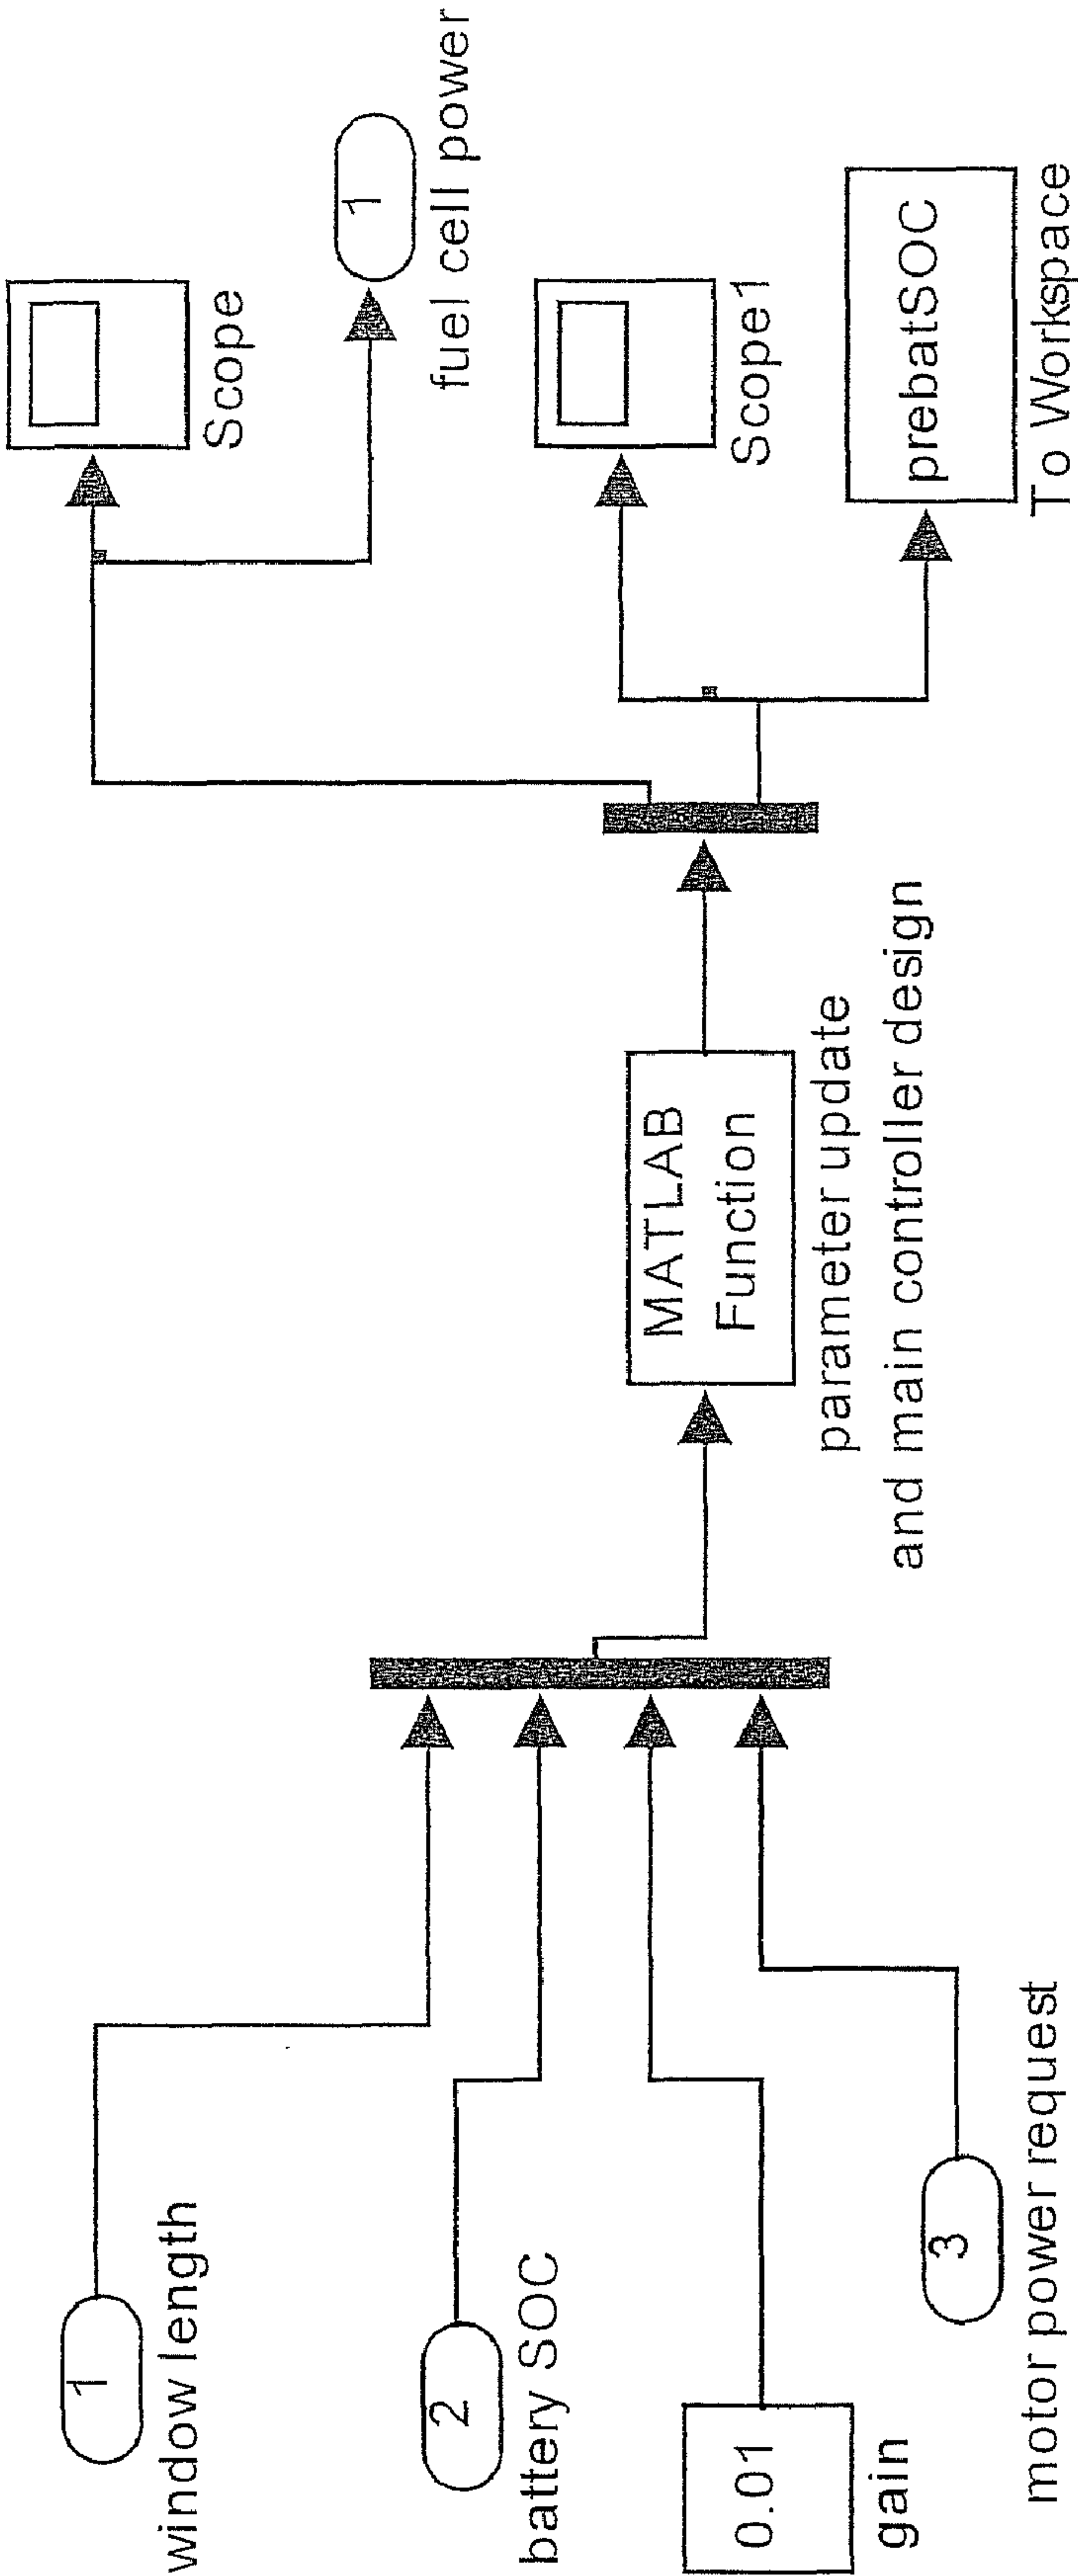 1
window length
2
battery SOC
0.01
gain
3
motor power request
MATLAB
Function
parameter update
and main controller design
Scope
1
fuel cell power
Scope1
prebatSOC
To Workspace